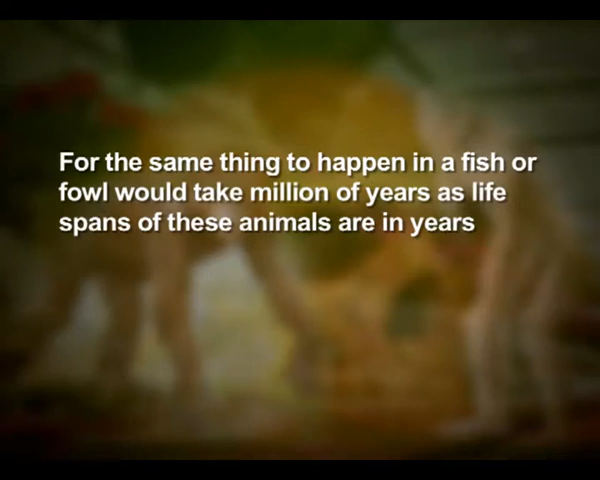 For the same thing to happen in a fish or
fowl would take million of years as life
spans of these animals are in years